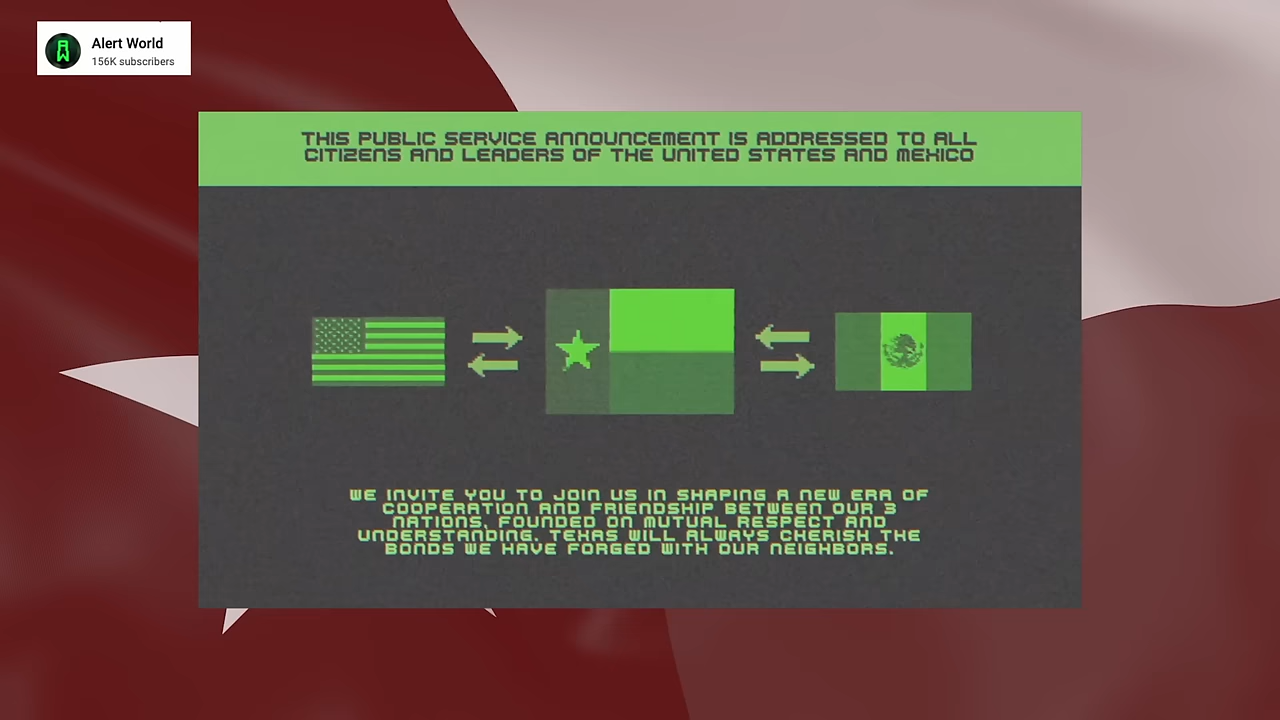 Alert World
156K subscribers
THIS PUBLIC SERVICE ANNOUNCEMENT IS ADDRESSED TO ALL
CITIZENS AND LEADERS OF THE UNITED STATES AND MEXICO
WE INVITE YOU TO JOIN US IN SHAPING A NEW ERA OF
COOPERATION AND FRIENDSHIP BETWEEN OUR 3
NATIONS, FOUNDED ON MUTUAL RESPECT AND
UNDERSTANDING. TEXAS WILL ALWAYS CHERISH THE
BONDS WE HAVE FORGED WITH OUR NEIGHBORS.